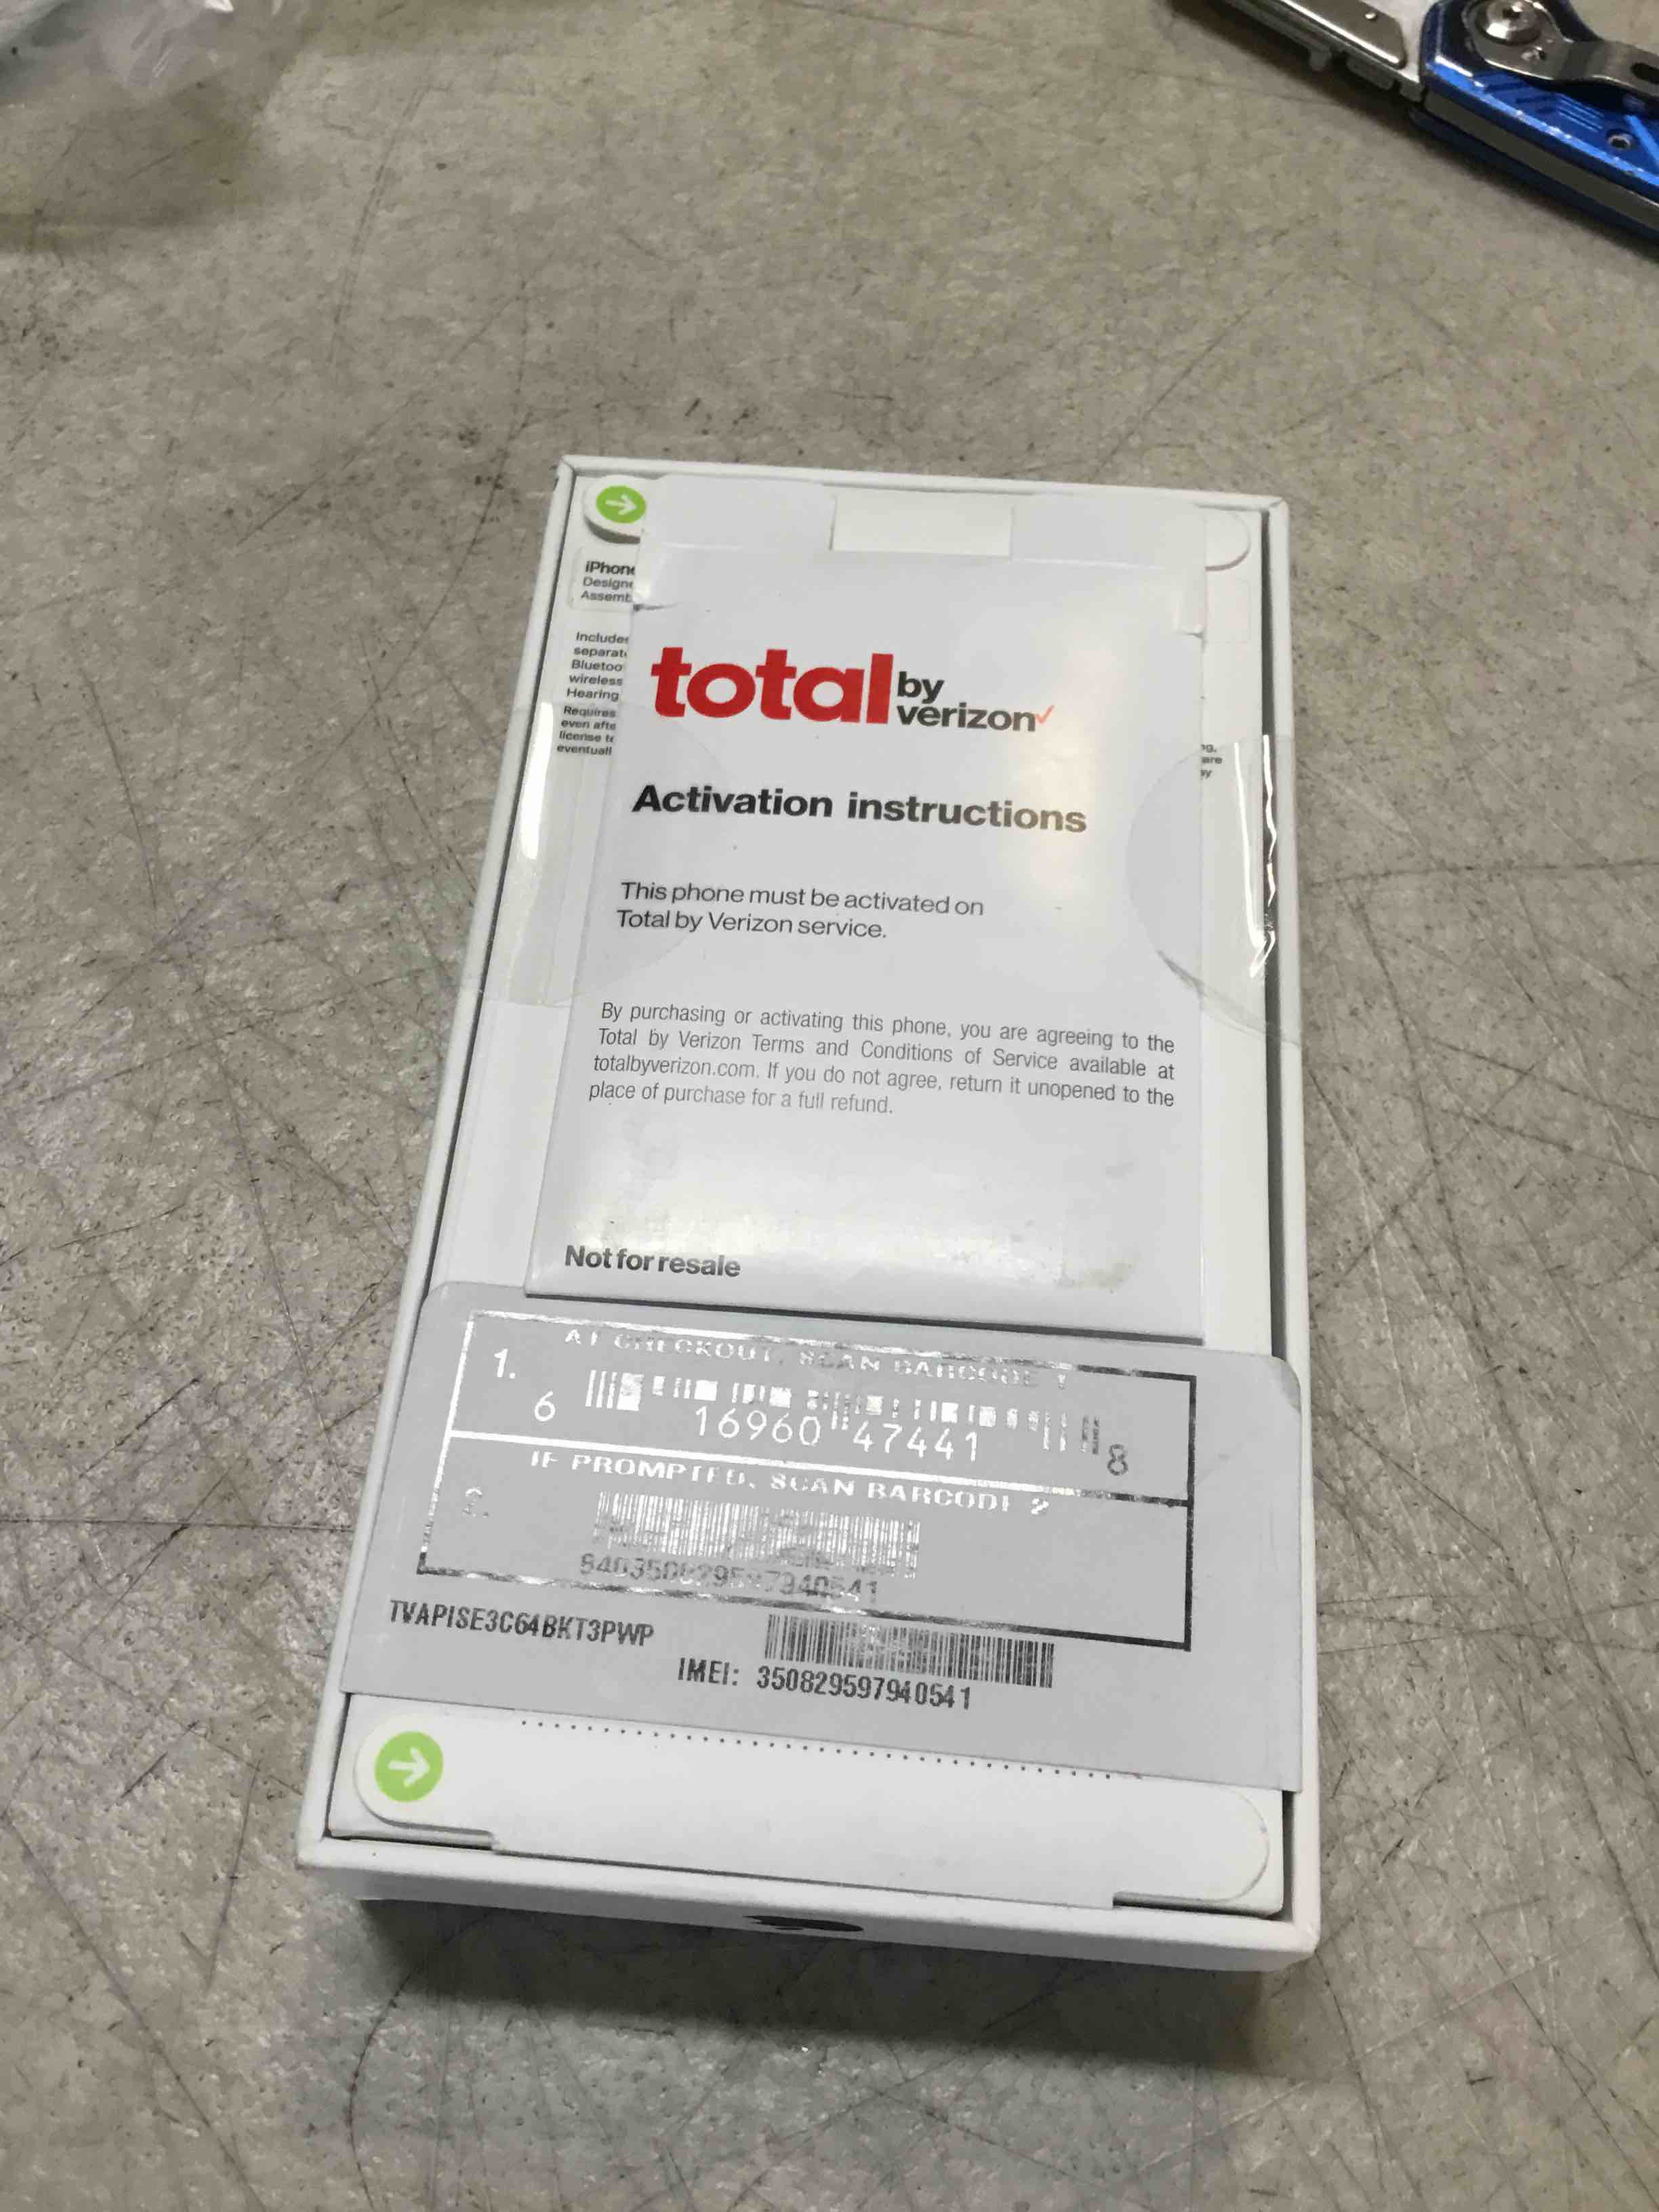 iPhone
total by verizon
Activation instructions
This phone must be activated on
Total by Verizon service.
By purchasing or activating this phone, you are agreeing to the
Total by Verizon Terms and Conditions of Service available at
totalbyverizon.com. If you do not agree, return it unopened to the
place of purchase for a full refund.
Not for resale
AT CHECKOUT, SCAN BARCODE 1
1.
6 16960 47441 8
IF PROMPTED, SCAN BARCODE 2
2.
TVAPISE3C64BKT3PWP
IMEI: 350829597940541